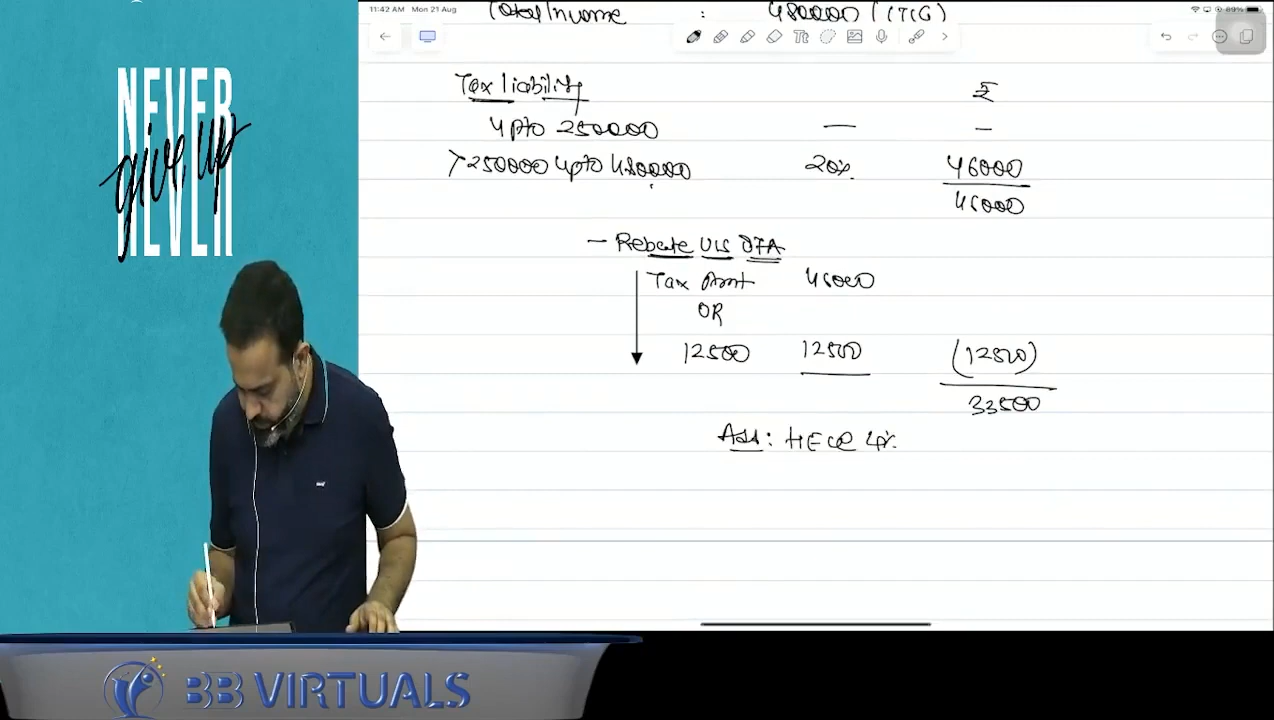 11:42 AM Mon 21-Aug 89%
Total Income : 480000 (LTCG)
NEVER
give up
NEVER
Tax liability ₹
upto 250000 — —
>250000 upto 480000 20% 46000
46000
- Rebate U/S 87A
Tax Amt 46000
OR
12500 12500 (12500)
33500
Add: HEC @ 4%
BB VIRTUALS